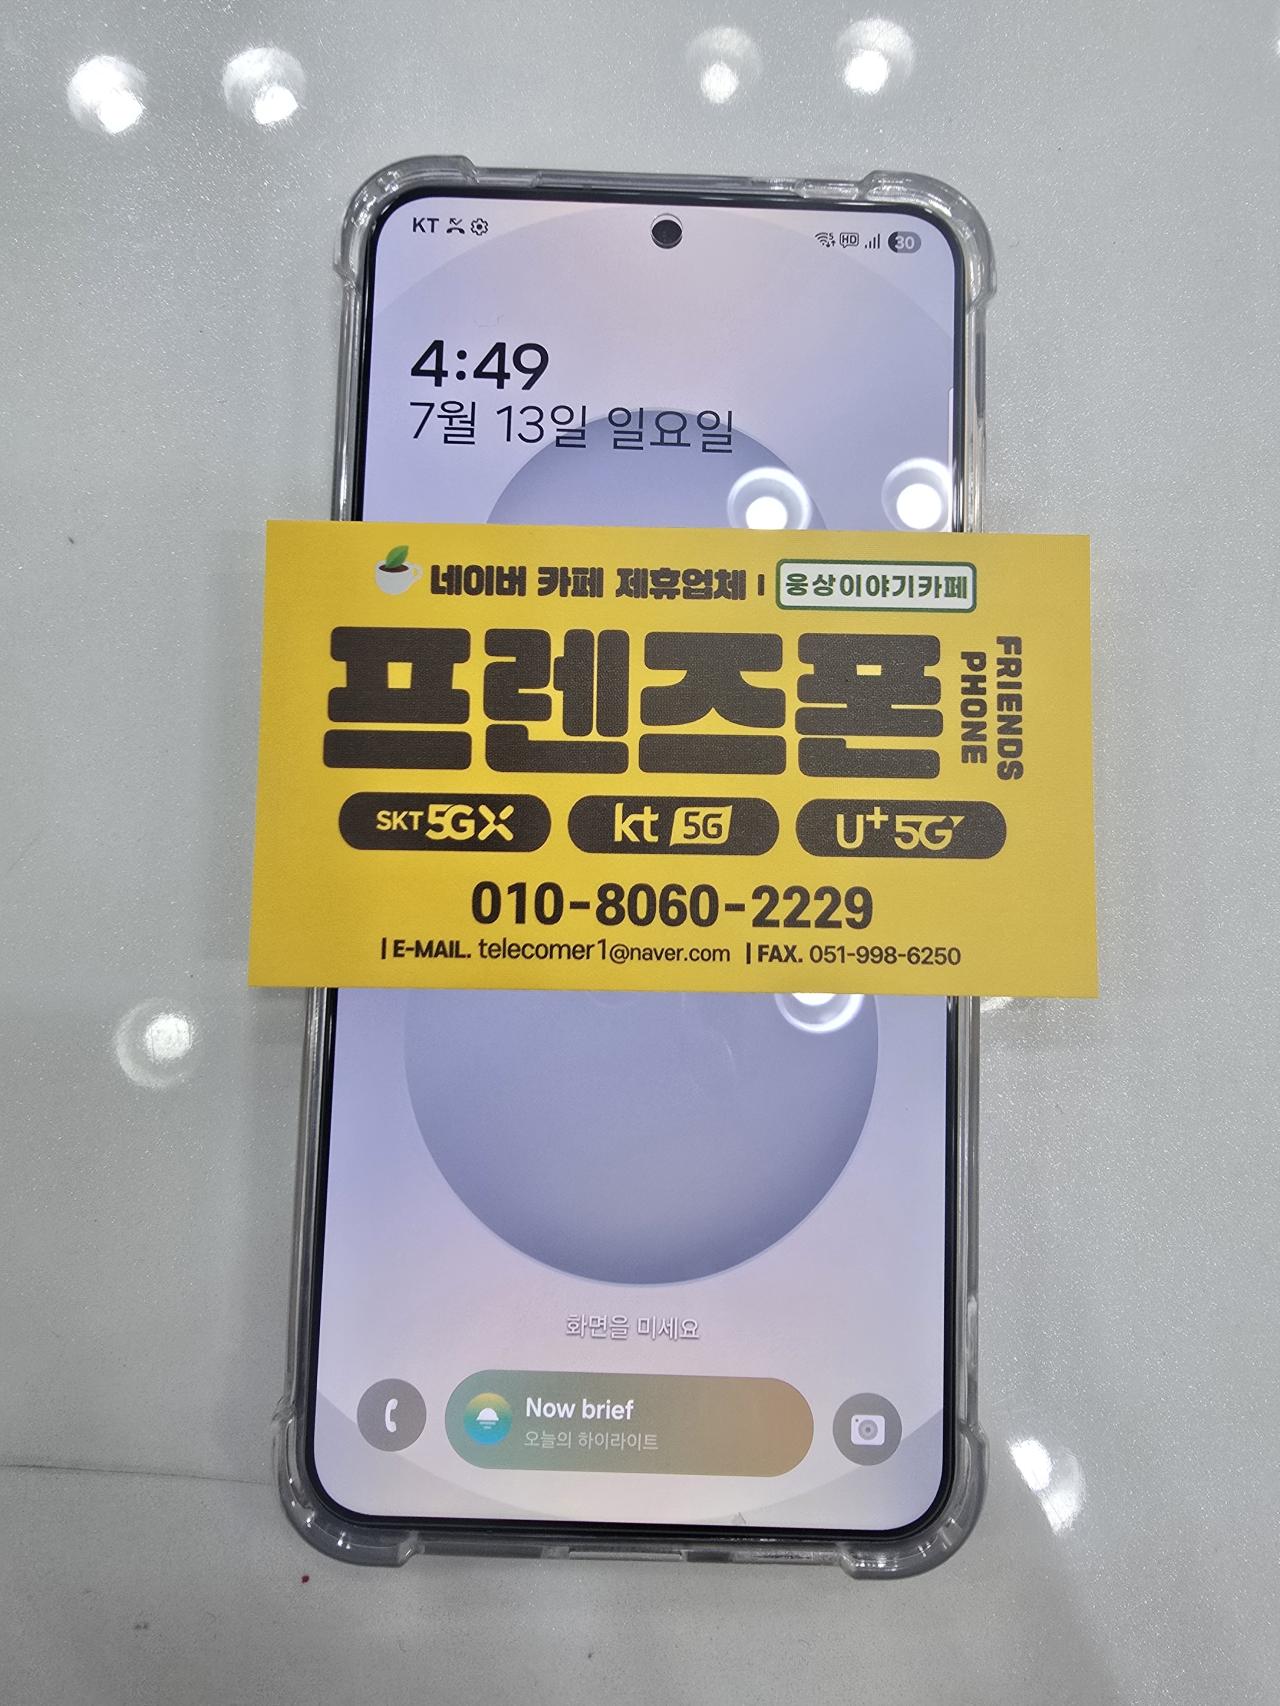 KT HD 30
4:49
7월 13일 일요일
네이버 카페 제휴업체 | 웅상이야기카페
프렌즈폰
FRIENDS
PHONE
SKT 5GX kt 5G U+5G
010-8060-2229
| E-MAIL. telecomer1@naver.com | FAX. 051-998-6250
화면을 미세요
Now brief
오늘의 하이라이트